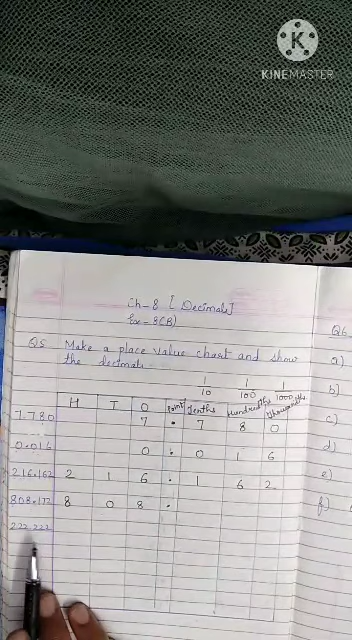 K
KINEMASTER
Ch-8 [Decimals]
Ex-8(B)
Q5 Make a place value chart and show
the decimals.
1/10 1/100 1/1000
H T O Point Tenths Hundredths Thousandths
7.780 7 . 7 8 0
0.016 0 . 0 1 6
216.162 2 1 6 . 1 6 2
808.172 8 0 8 .
222.222
Q6
a)
b)
c)
d)
e)
f)